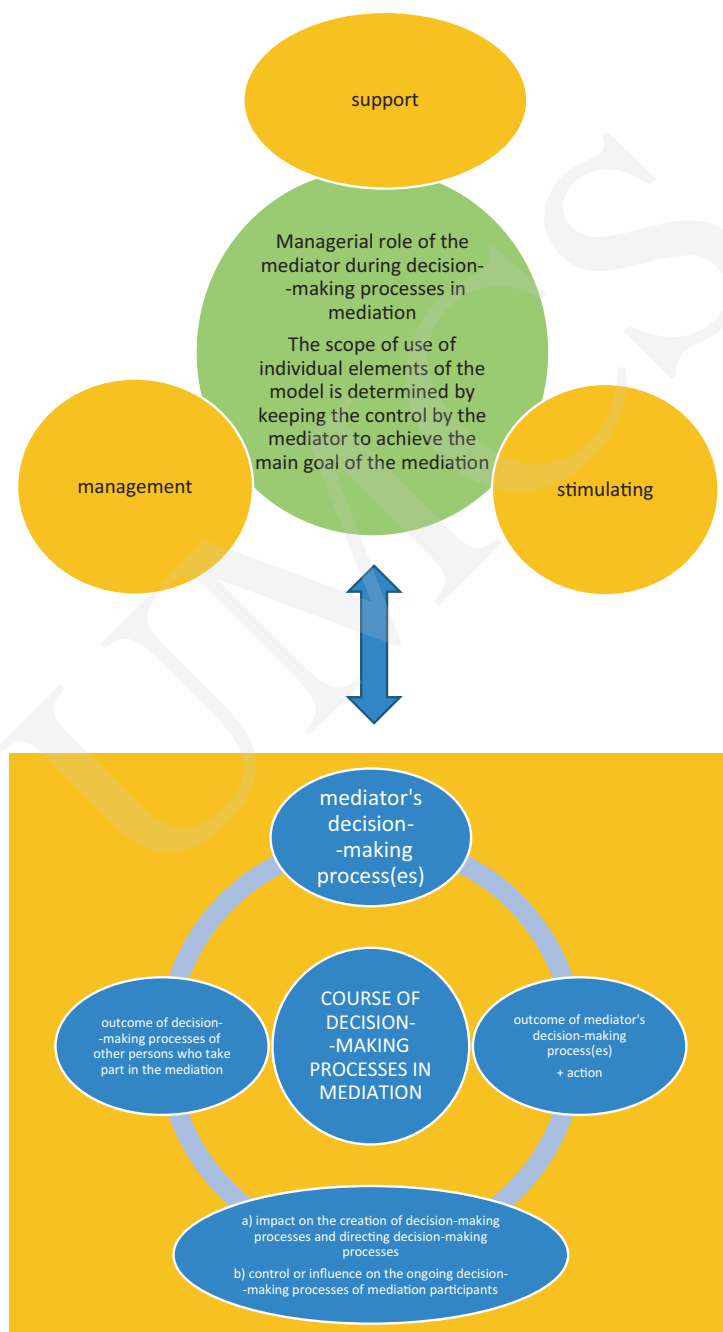 support
Managerial role of the
mediator during decision-
-making processes in
mediation
The scope of use of
individual elements of the
model is determined by
keeping the control by the
mediator to achieve the
main goal of the mediation
management
stimulating
mediator's
decision-
-making
process(es)
outcome of decision-
-making processes of
other persons who take
part in the mediation
COURSE OF
DECISION-
-MAKING
PROCESSES IN
MEDIATION
outcome of mediator's
decision-making
process(es)
+ action
a) impact on the creation of decision-making
processes and directing decision-making
processes
b) control or influence on the ongoing decision-
-making processes of mediation participants
UMCS